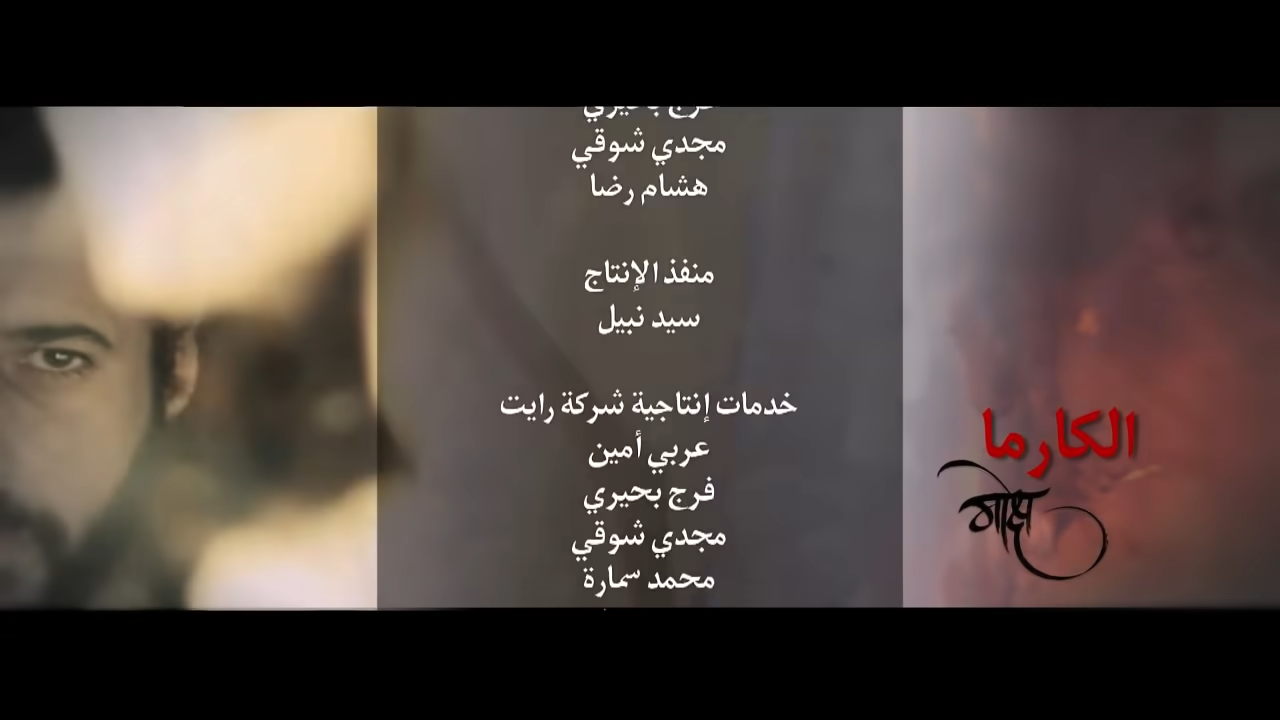 مجدي شوقي
هشام رضا
منفذ الإنتاج
سيد نبيل
خدمات إنتاجية شركة رايت
عربي أمين
فرج بحيري
مجدي شوقي
محمد سمارة
الكارما
मोक्ष